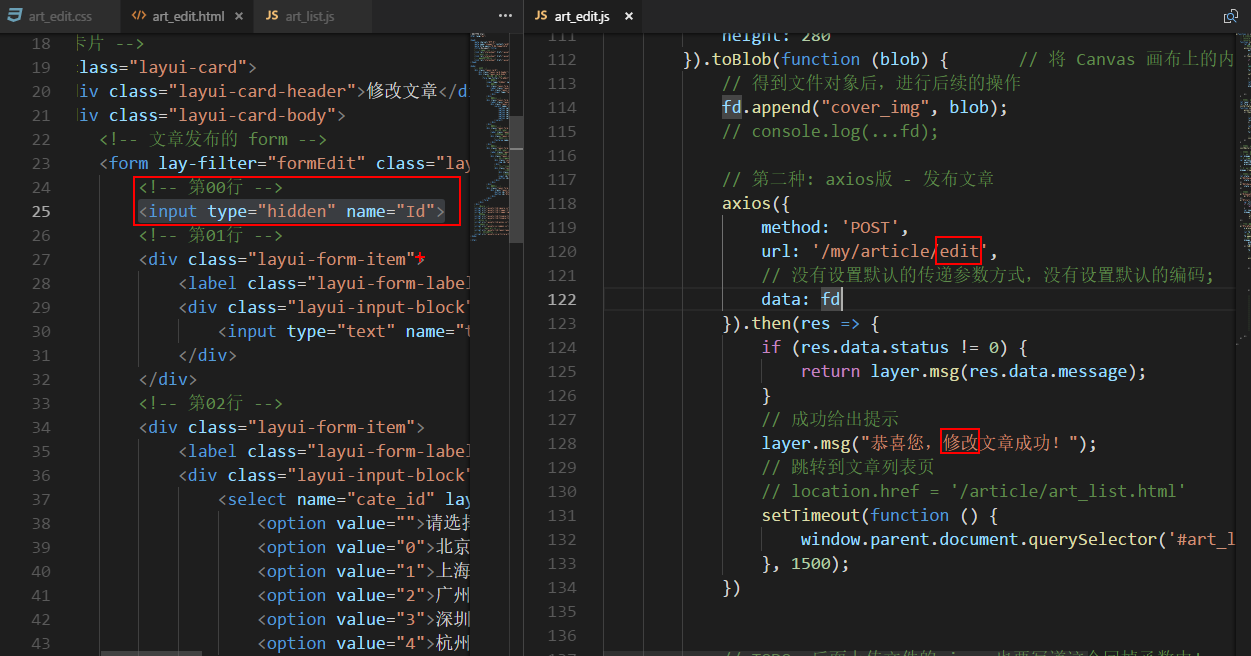 art_edit.css
art_edit.html ×
JS art_list.js
···
18 卡片 -->
19 lass="layui-card">
20 div class="layui-card-header">修改文章</di
21 div class="layui-card-body">
22 <!-- 文章发布的 form -->
23 <form lay-filter="formEdit" class="lay
24 <!-- 第00行 -->
25 <input type="hidden" name="Id">
26 <!-- 第01行 -->
27 <div class="layui-form-item">
28 <label class="layui-form-label
29 <div class="layui-input-block"
30 <input type="text" name="t
31 </div>
32 </div>
33 <!-- 第02行 -->
34 <div class="layui-form-item">
35 <label class="layui-form-label
36 <div class="layui-input-block"
37 <select name="cate_id" lay
38 <option value="">请选择
39 <option value="0">北京
40 <option value="1">上海
41 <option value="2">广州
42 <option value="3">深圳
43 <option value="4">杭州
JS art_edit.js ×
111 height: 280
112 }).toBlob(function (blob) { // 将 Canvas 画布上的内
113 // 得到文件对象后，进行后续的操作
114 fd.append("cover_img", blob);
115 // console.log(...fd);
116
117 // 第二种: axios版 - 发布文章
118 axios({
119 method: 'POST',
120 url: '/my/article/edit',
121 // 没有设置默认的传递参数方式，没有设置默认的编码;
122 data: fd
123 }).then(res => {
124 if (res.data.status != 0) {
125 return layer.msg(res.data.message);
126 }
127 // 成功给出提示
128 layer.msg("恭喜您，修改文章成功！");
129 // 跳转到文章列表页
130 // location.href = '/article/art_list.html'
131 setTimeout(function () {
132 window.parent.document.querySelector('#art_l
133 }, 1500);
134 })
135
136